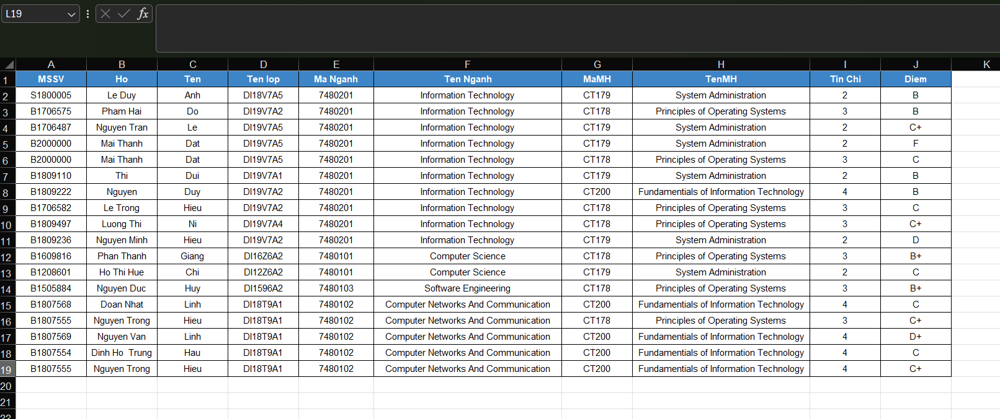 L19 fx
A B C D E F G H I J K
1 MSSV Ho Ten Ten lop Ma Nganh Ten Nganh MaMH TenMH Tin Chi Diem
2 S1800005 Le Duy Anh DI18V7A5 7480201 Information Technology CT179 System Administration 2 B
3 B1706575 Pham Hai Do DI19V7A2 7480201 Information Technology CT178 Principles of Operating Systems 3 B
4 B1706487 Nguyen Tran Le DI19V7A5 7480201 Information Technology CT179 System Administration 2 C+
5 B2000000 Mai Thanh Dat DI19V7A5 7480201 Information Technology CT179 System Administration 2 F
6 B2000000 Mai Thanh Dat DI19V7A5 7480201 Information Technology CT178 Principles of Operating Systems 3 C
7 B1809110 Thi Dui DI19V7A1 7480201 Information Technology CT179 System Administration 2 B
8 B1809222 Nguyen Duy DI19V7A2 7480201 Information Technology CT200 Fundamentials of Information Technology 4 B
9 B1706582 Le Trong Hieu DI19V7A2 7480201 Information Technology CT178 Principles of Operating Systems 3 C
10 B1809497 Luong Thi Ni DI19V7A4 7480201 Information Technology CT178 Principles of Operating Systems 3 C+
11 B1809236 Nguyen Minh Hieu DI19V7A2 7480201 Information Technology CT179 System Administration 2 D
12 B1609816 Phan Thanh Giang DI16Z6A2 7480101 Computer Science CT178 Principles of Operating Systems 3 B+
13 B1208601 Ho Thi Hue Chi DI12Z6A2 7480101 Computer Science CT179 System Administration 2 C
14 B1505884 Nguyen Duc Huy DI1596A2 7480103 Software Engineering CT178 Principles of Operating Systems 3 B+
15 B1807568 Doan Nhat Linh DI18T9A1 7480102 Computer Networks And Communication CT200 Fundamentials of Information Technology 4 C
16 B1807555 Nguyen Trong Hieu DI18T9A1 7480102 Computer Networks And Communication CT178 Principles of Operating Systems 3 C+
17 B1807569 Nguyen Van Linh DI18T9A1 7480102 Computer Networks And Communication CT200 Fundamentials of Information Technology 4 D+
18 B1807554 Dinh Ho  Trung Hau DI18T9A1 7480102 Computer Networks And Communication CT200 Fundamentials of Information Technology 4 C
19 B1807555 Nguyen Trong Hieu DI18T9A1 7480102 Computer Networks And Communication CT200 Fundamentials of Information Technology 4 C+
20
21
22